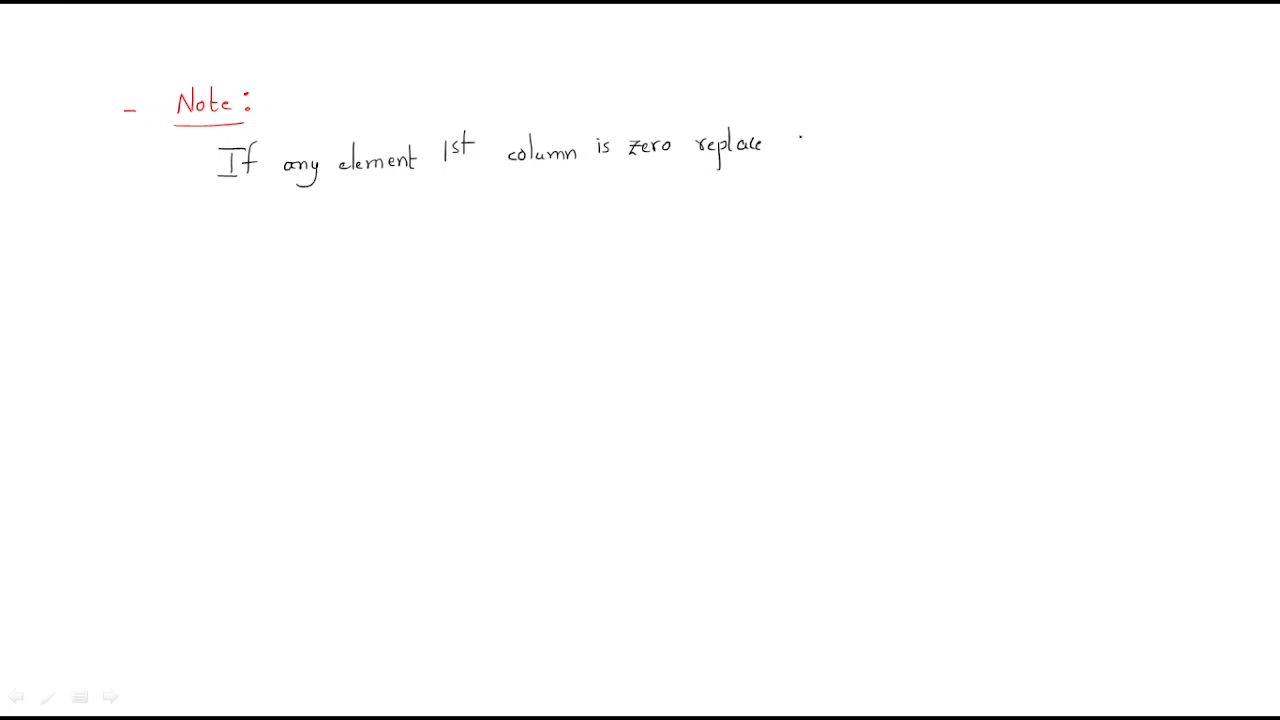 - Note:
If any element 1st column is zero replace